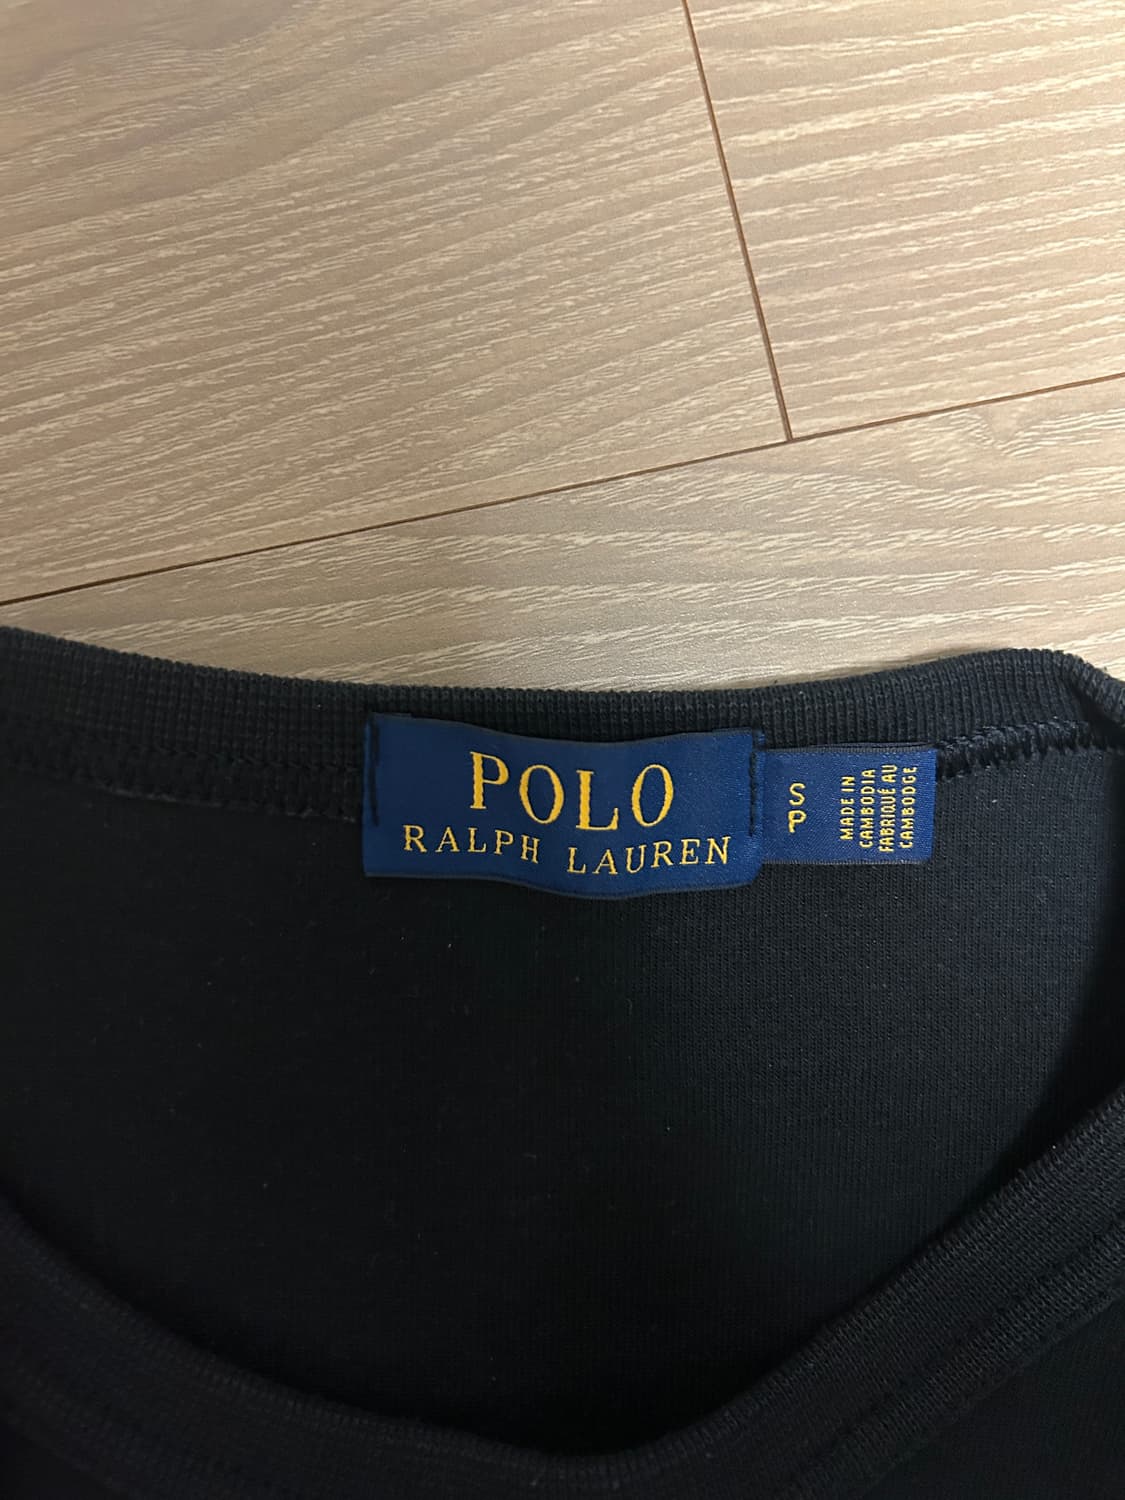 POLO
RALPH LAUREN
S
P
MADE IN
CAMBODIA
FABRIQUÉ AU
CAMBODGE